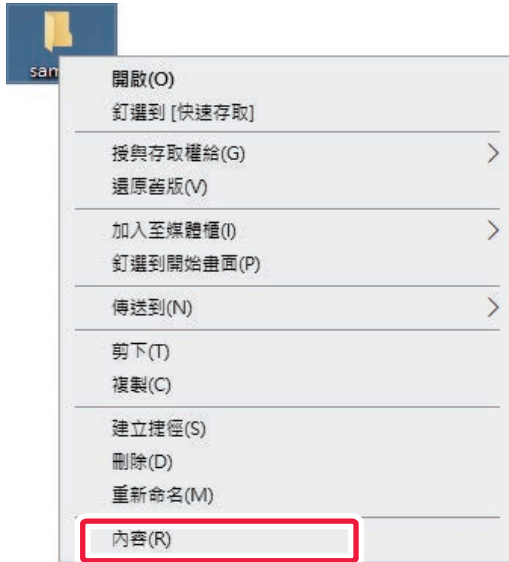 sam
開啟(O)
釘選到 [快速存取]
授與存取權給(G)
還原舊版(V)
加入至媒體櫃(I)
釘選到開始畫面(P)
傳送到(N)
剪下(T)
複製(C)
建立捷徑(S)
刪除(D)
重新命名(M)
內容(R)